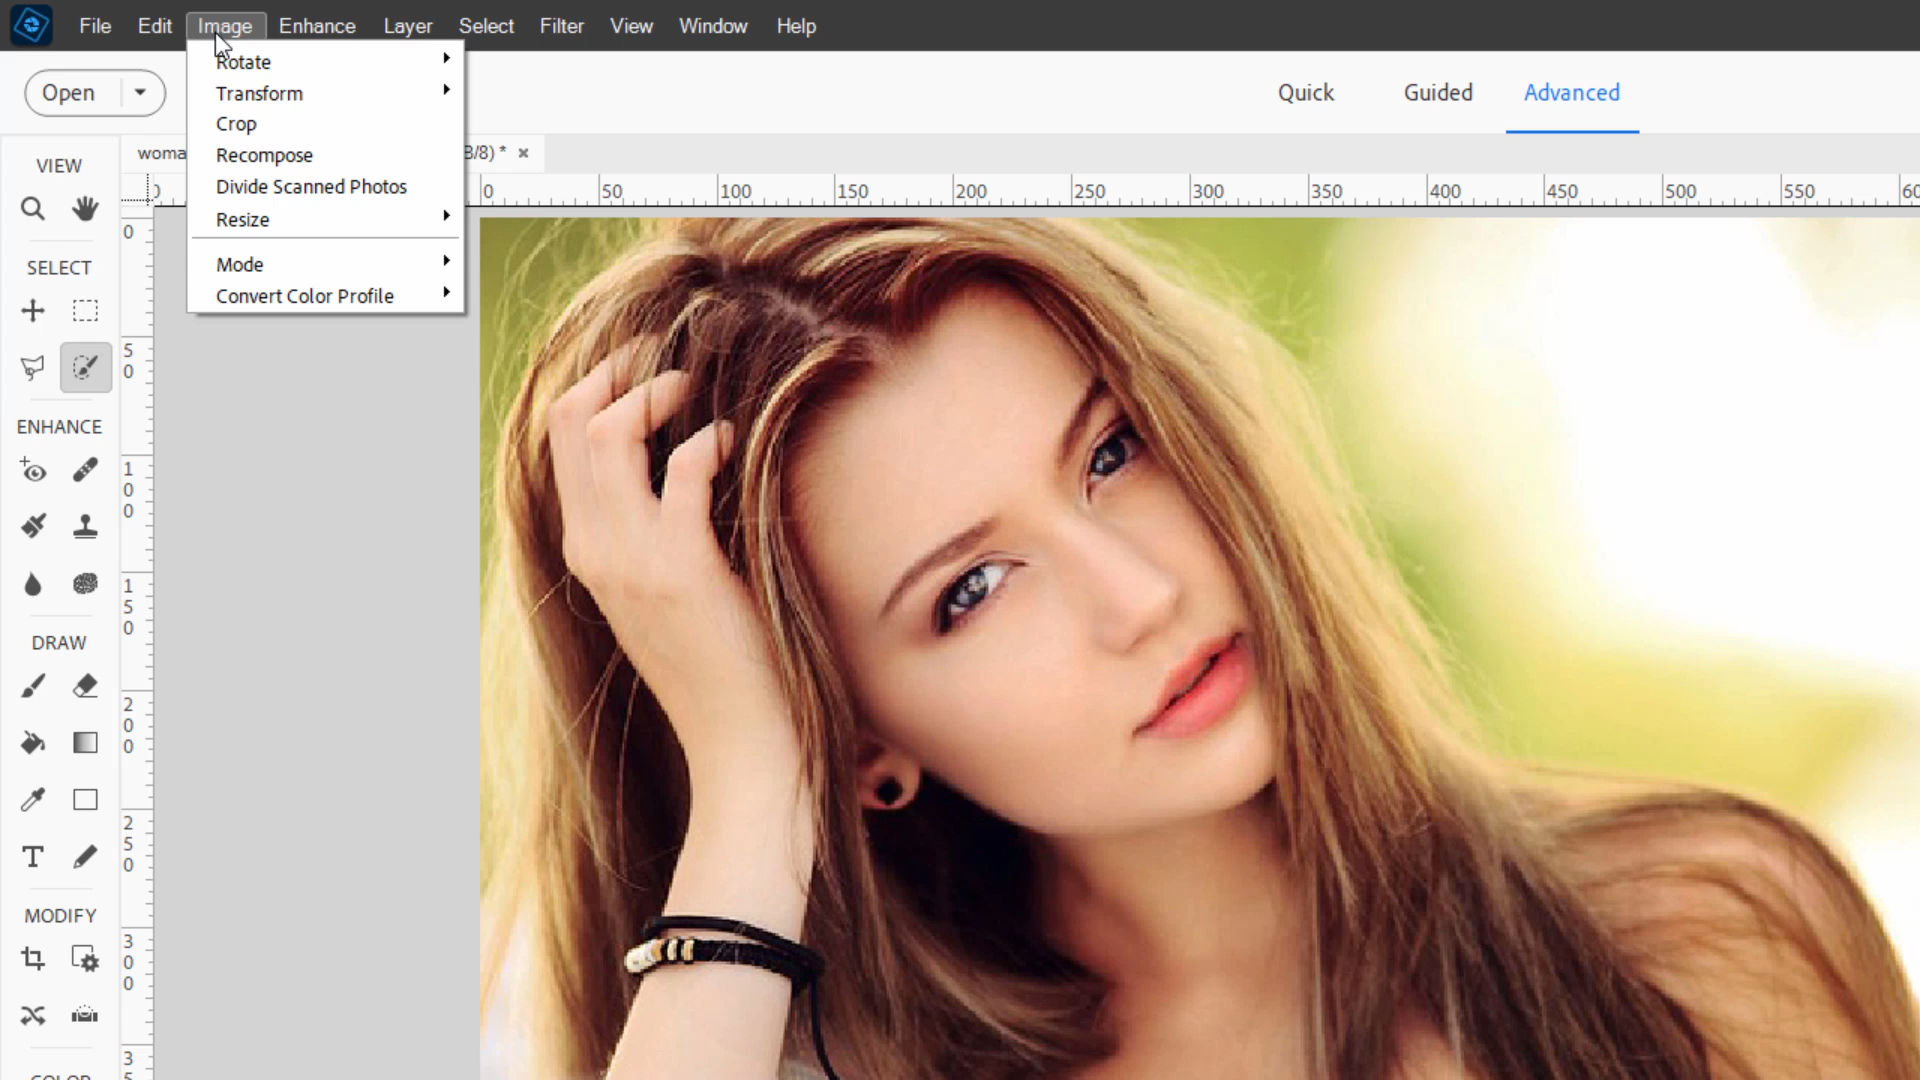 File Edit Image Enhance Layer Select Filter View Window Help
Open
Quick Guided Advanced
Rotate
Transform
Crop
Recompose
Divide Scanned Photos
Resize
Mode
Convert Color Profile
woma
8/8) *
0 0 50 100 150 200 250 300 350 400 450 500 550 60
0
50
100
150
200
250
300
35
VIEW
SELECT
ENHANCE
DRAW
MODIFY
COLOR